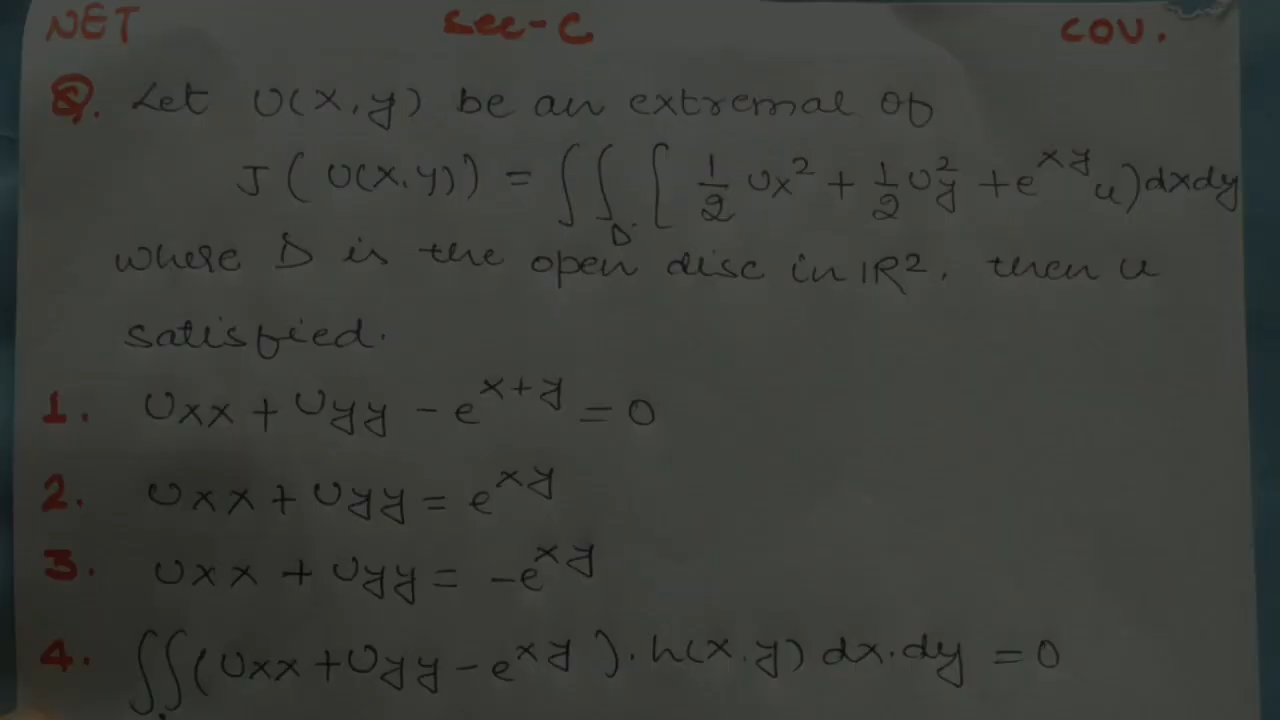 NET sec-c COV.
Q. Let U(x,y) be an extremal of
J(U(x,y)) = ∬_D [ 1/2 Ux² + 1/2 Uy² + e^xy u) dxdy
where D is the open disc in IR². then u
satisfied.
1. Uxx + Uyy - e^x+y = 0
2. Uxx + Uyy = e^xy
3. Uxx + Uyy = -e^xy
4. ∬(Uxx + Uyy - e^xy). h(x.y) dx.dy = 0